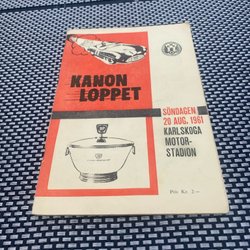 KANON
LOPPET
SÖNDAGEN
20 AUG. 1961
KARLSKOGA
MOTOR-
STADION
Pris Kr. 2:—